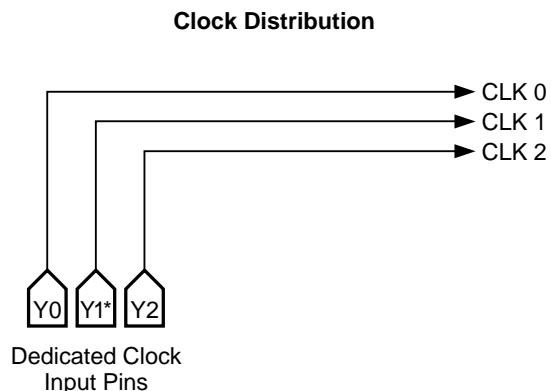 Clock Distribution
CLK 0
CLK 1
CLK 2
Y0 Y1* Y2
Dedicated Clock
Input Pins